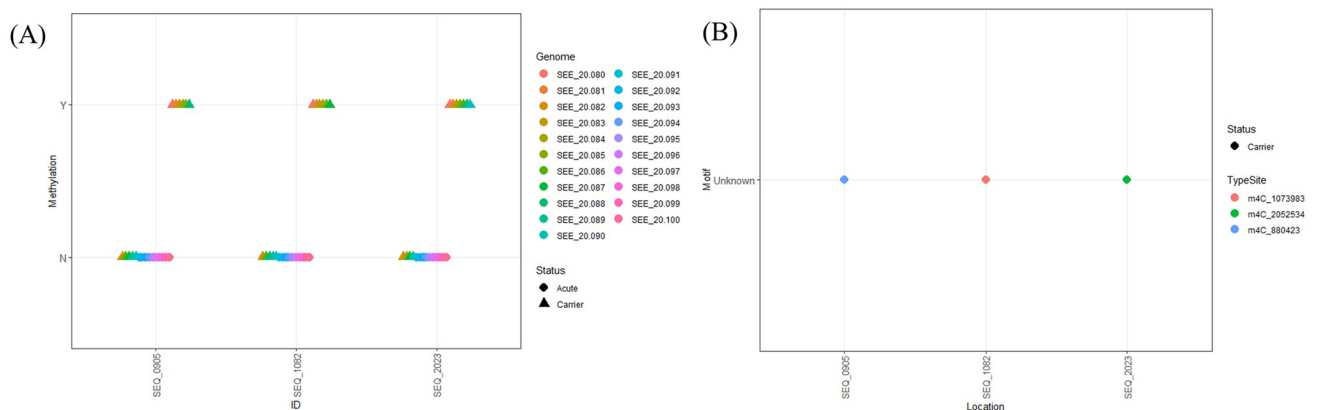 (A)
Methylation
Y
N
SEQ_0905
SEQ_1082
SEQ_2023
ID
Genome
SEE_20.080 SEE_20.091
SEE_20.081 SEE_20.092
SEE_20.082 SEE_20.093
SEE_20.083 SEE_20.094
SEE_20.084 SEE_20.095
SEE_20.085 SEE_20.096
SEE_20.086 SEE_20.097
SEE_20.087 SEE_20.098
SEE_20.088 SEE_20.099
SEE_20.089 SEE_20.100
SEE_20.090
Status
Acute
Carrier
(B)
Motif
Unknown
SEQ_0905
SEQ_1082
SEQ_2023
Location
Status
Carrier
TypeSite
m4C_1073983
m4C_2052534
m4C_880423